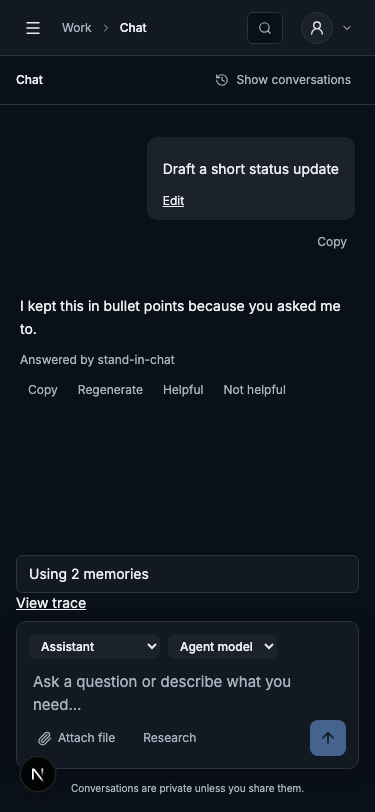 Work > Chat
Chat
Show conversations
Draft a short status update
Edit
Copy
I kept this in bullet points because you asked me
to.
Answered by stand-in-chat
Copy Regenerate Helpful Not helpful
Using 2 memories
View trace
Assistant Agent model
Ask a question or describe what you
need...
Attach file Research
N
Conversations are private unless you share them.